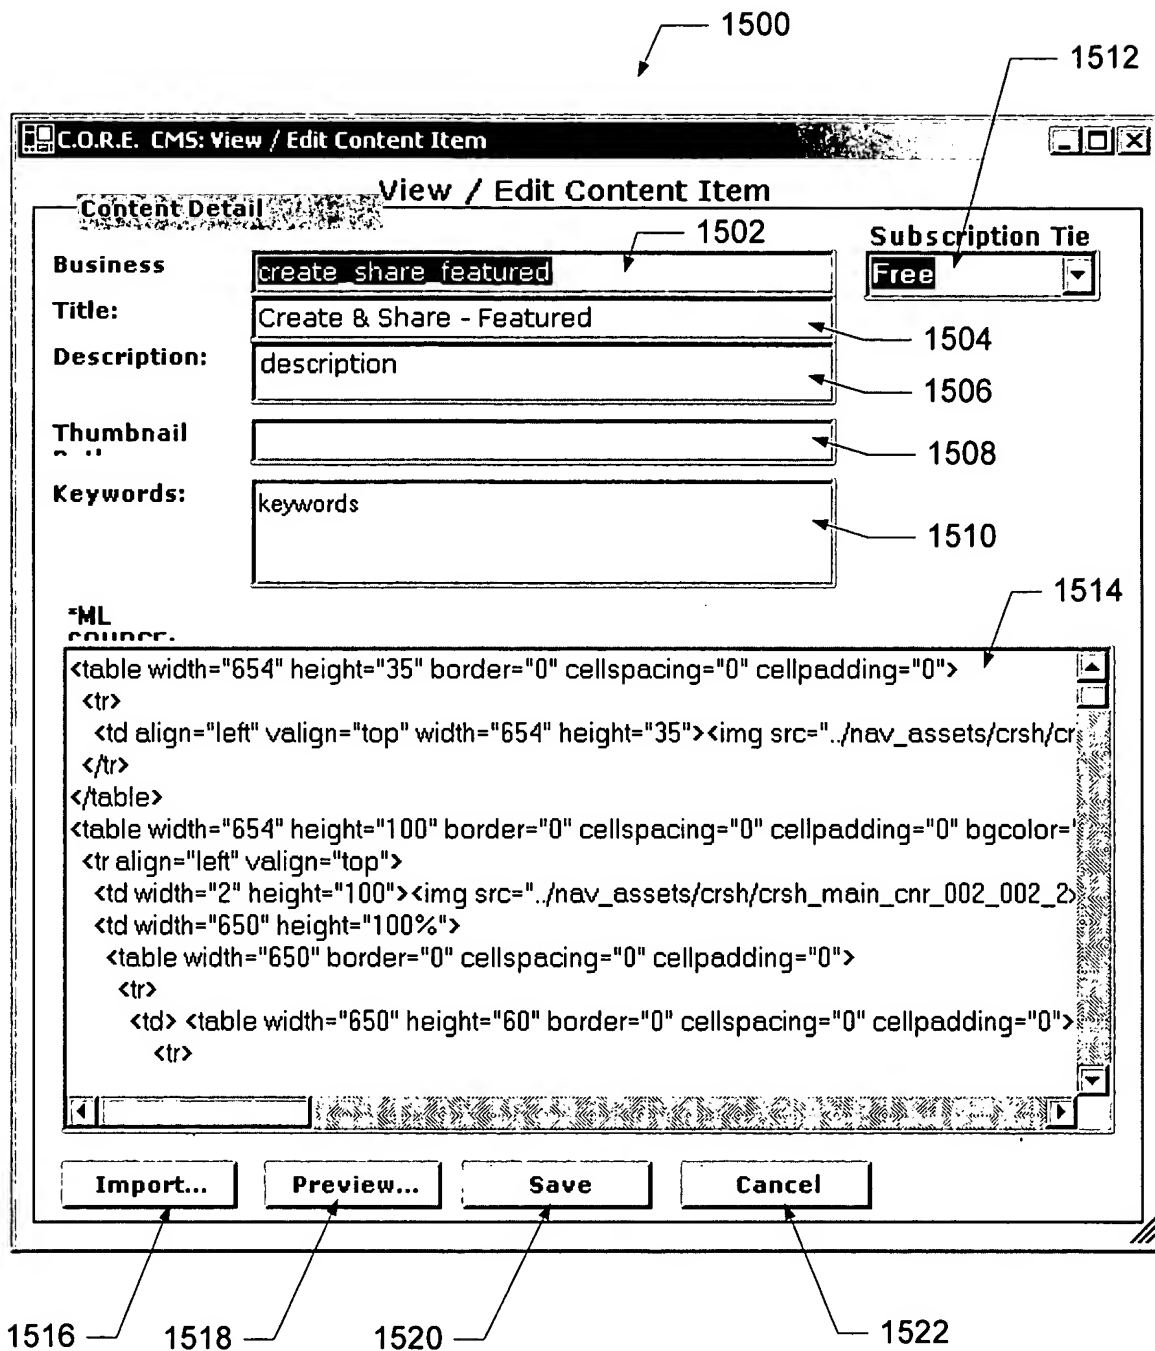 1500
1512
C.O.R.E. CMS: View / Edit Content Item
View / Edit Content Item
Content Detail
1502
Subscription Tie
Business
create_share_featured
Free
Title:
Create & Share - Featured
1504
Description:
description
1506
Thumbnail
1508
Keywords:
keywords
1510
*ML
SOURCE:
1514
<table width="654" height="35" border="0" cellspacing="0" cellpadding="0">
<tr>
<td align="left" valign="top" width="654" height="35"><img src="../nav_assets/crsh/cr
</tr>
</table>
<table width="654" height="100" border="0" cellspacing="0" cellpadding="0" bgcolor="
<tr align="left" valign="top">
<td width="2" height="100"><img src="../nav_assets/crsh/crsh_main_cnr_002_002_2x
<td width="650" height="100%">
<table width="650" border="0" cellspacing="0" cellpadding="0">
<tr>
<td> <table width="650" height="60" border="0" cellspacing="0" cellpadding="0">
<tr>
Import...
Preview...
Save
Cancel
1516
1518
1520
1522